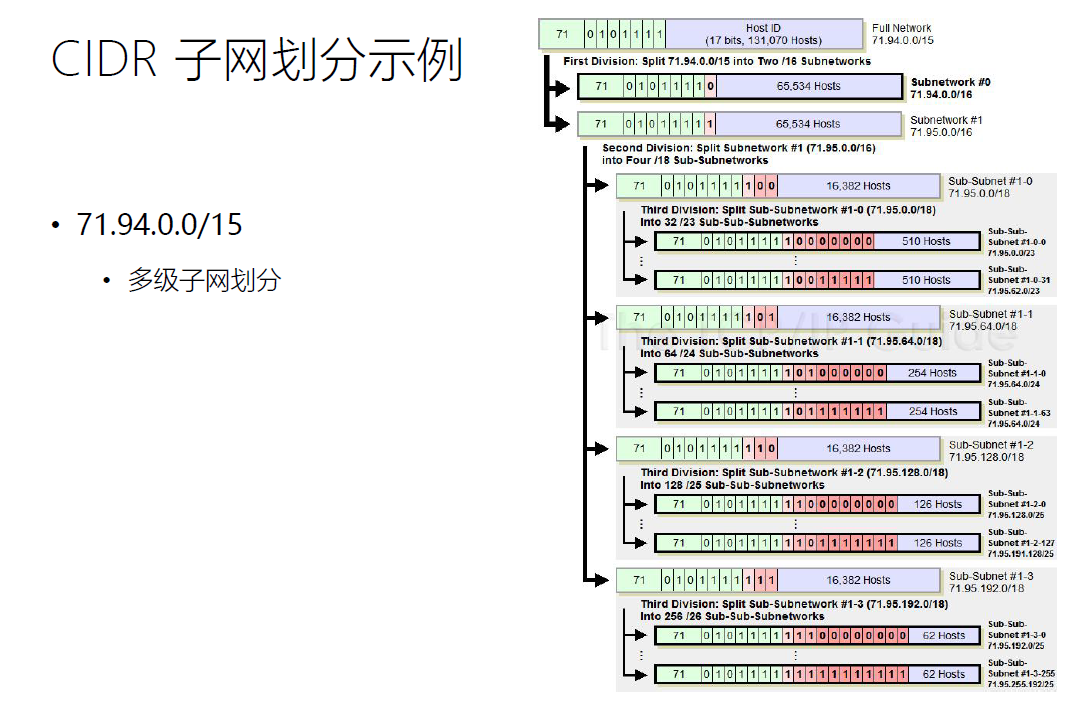 CIDR 子网划分示例
• 71.94.0.0/15
• 多级子网划分
71 0 1 0 1 1 1 1 Host ID
(17 bits, 131,070 Hosts)
Full Network
71.94.0.0/15
First Division: Split 71.94.0.0/15 into Two /16 Subnetworks
71 0 1 0 1 1 1 1 0 65,534 Hosts
Subnetwork #0
71.94.0.0/16
71 0 1 0 1 1 1 1 1 65,534 Hosts
Subnetwork #1
71.95.0.0/16
Second Division: Split Subnetwork #1 (71.95.0.0/16)
into Four /18 Sub-Subnetworks
71 0 1 0 1 1 1 1 1 0 0 16,382 Hosts
Sub-Subnet #1-0
71.95.0.0/18
Third Division: Split Sub-Subnetwork #1-0 (71.95.0.0/18)
Into 32 /23 Sub-Sub-Subnetworks
71 0 1 0 1 1 1 1 1 0 0 0 0 0 0 0 510 Hosts
Sub-Sub-
Subnet #1-0-0
71.95.0.0/23
71 0 1 0 1 1 1 1 1 0 0 1 1 1 1 1 510 Hosts
Sub-Sub-
Subnet #1-0-31
71.95.62.0/23
71 0 1 0 1 1 1 1 1 0 1 16,382 Hosts
Sub-Subnet #1-1
71.95.64.0/18
Third Division: Split Sub-Subnetwork #1-1 (71.95.64.0/18)
Into 64 /24 Sub-Sub-Subnetworks
71 0 1 0 1 1 1 1 1 0 1 0 0 0 0 0 0 254 Hosts
Sub-Sub-
Subnet #1-1-0
71.95.64.0/24
71 0 1 0 1 1 1 1 1 0 1 1 1 1 1 1 1 254 Hosts
Sub-Sub-
Subnet #1-1-63
71.95.64.0/24
71 0 1 0 1 1 1 1 1 1 0 16,382 Hosts
Sub-Subnet #1-2
71.95.128.0/18
Third Division: Split Sub-Subnetwork #1-2 (71.95.128.0/18)
Into 128 /25 Sub-Sub-Subnetworks
71 0 1 0 1 1 1 1 1 1 0 0 0 0 0 0 0 0 126 Hosts
Sub-Sub-
Subnet #1-2-0
71.95.128.0/25
71 0 1 0 1 1 1 1 1 1 0 1 1 1 1 1 1 1 126 Hosts
Sub-Sub-
Subnet #1-2-127
71.95.191.128/25
71 0 1 0 1 1 1 1 1 1 1 16,382 Hosts
Sub-Subnet #1-3
71.95.192.0/18
Third Division: Split Sub-Subnetwork #1-3 (71.95.192.0/18)
Into 256 /26 Sub-Sub-Subnetworks
71 0 1 0 1 1 1 1 1 1 1 0 0 0 0 0 0 0 0 62 Hosts
Sub-Sub-
Subnet #1-3-0
71.95.192.0/25
71 0 1 0 1 1 1 1 1 1 1 1 1 1 1 1 1 1 1 62 Hosts
Sub-Sub-
Subnet #1-3-255
71.95.255.192/25